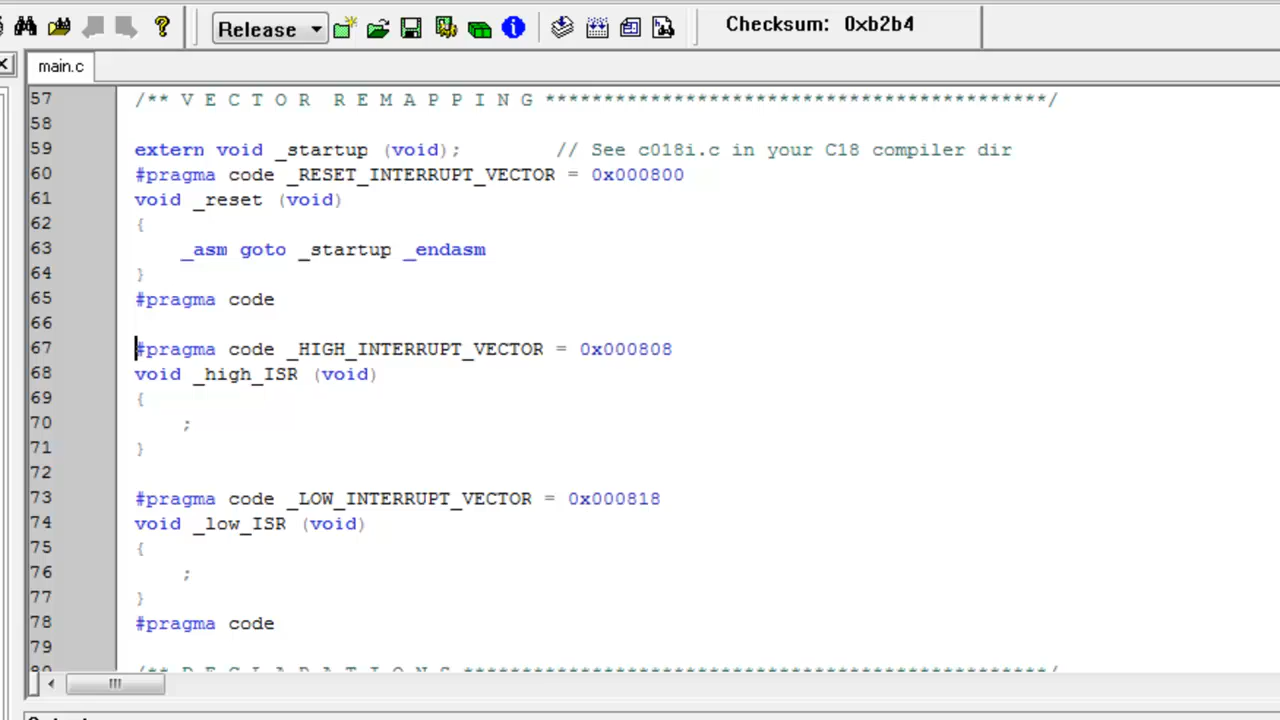 Release
Checksum: 0xb2b4
main.c
57 /** V E C T O R  R E M A P P I N G *******************************************/
58
59 extern void _startup (void);        // See c018i.c in your C18 compiler dir
60 #pragma code _RESET_INTERRUPT_VECTOR = 0x000800
61 void _reset (void)
62 {
63     _asm goto _startup _endasm
64 }
65 #pragma code
66
67 #pragma code _HIGH_INTERRUPT_VECTOR = 0x000808
68 void _high_ISR (void)
69 {
70     ;
71 }
72
73 #pragma code _LOW_INTERRUPT_VECTOR = 0x000818
74 void _low_ISR (void)
75 {
76     ;
77 }
78 #pragma code
79
80 /** D E C L A R A T I O N S **************************************************/